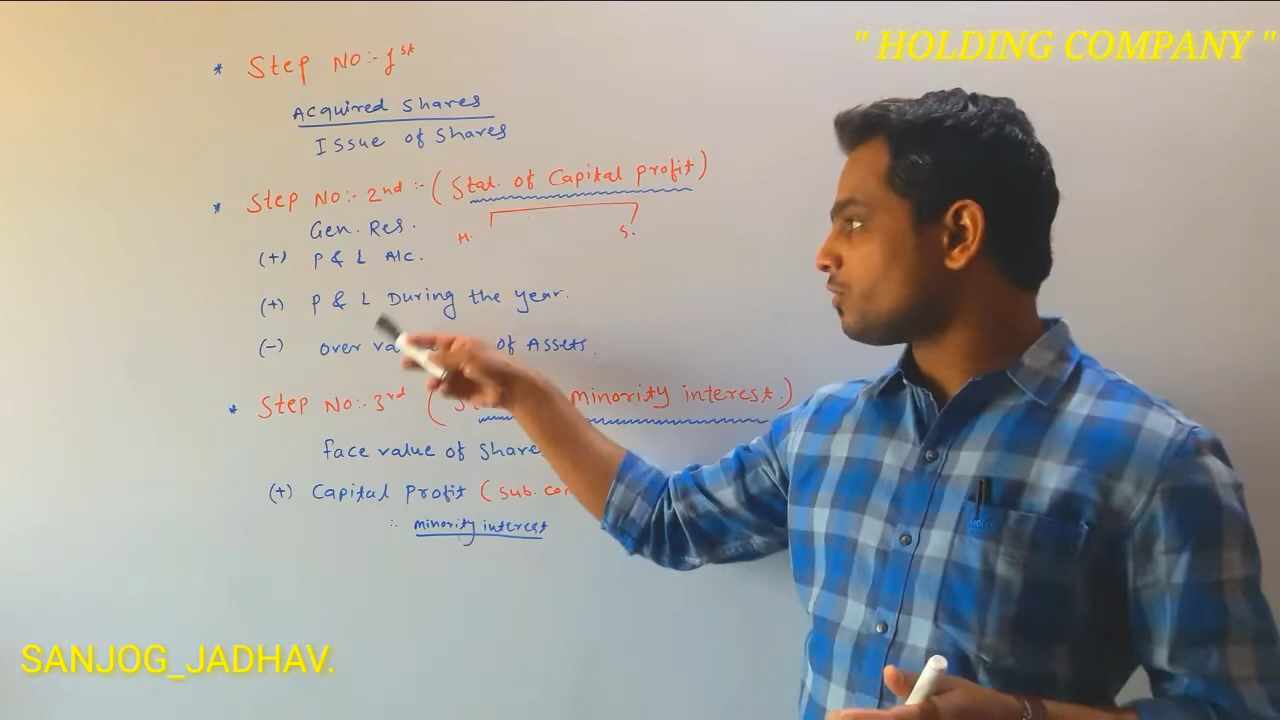 " HOLDING COMPANY "
* Step No:- 1st
Acquired Shares
Issue of Shares
* Step No:- 2nd :- ( Stat. of Capital profit )
H. S.
Gen. Res.
(+) P & L A/c.
(+) P & L During the year.
(-) over of Assets.
* Step No:- 3rd ( minority interest. )
face value of Share
(+) Capital Profit ( Sub.
∴ minority interest
SANJOG_JADHAV.